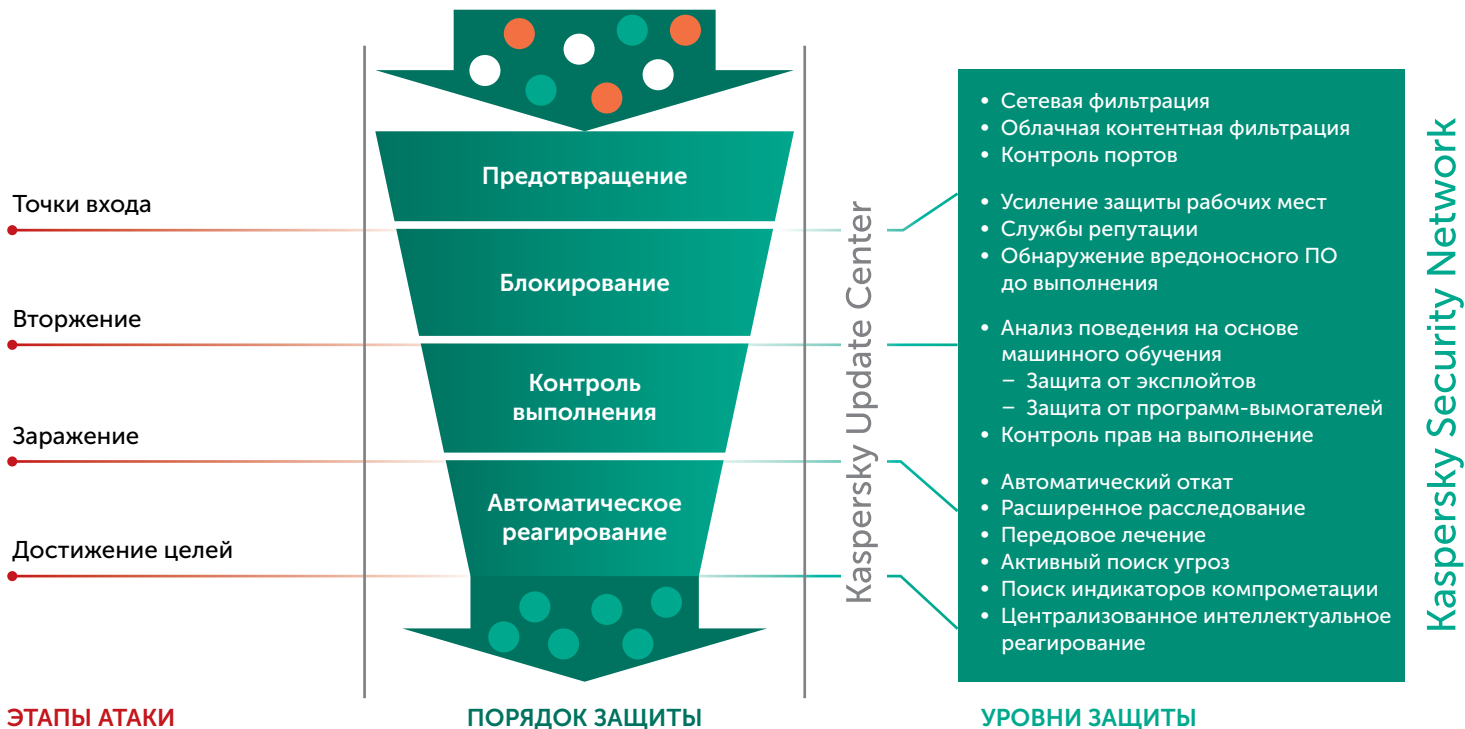 Точки входа
Вторжение
Заражение
Достижение целей
ЭТАПЫ АТАКИ
Предотвращение
Блокирование
Контроль
выполнения
Автоматическое
реагирование
ПОРЯДОК ЗАЩИТЫ
Kaspersky Update Center
• Сетевая фильтрация
• Облачная контентная фильтрация
• Контроль портов
• Усиление защиты рабочих мест
• Службы репутации
• Обнаружение вредоносного ПО
до выполнения
• Анализ поведения на основе
машинного обучения
– Защита от эксплойтов
– Защита от программ-вымогателей
• Контроль прав на выполнение
• Автоматический откат
• Расширенное расследование
• Передовое лечение
• Активный поиск угроз
• Поиск индикаторов компрометации
• Централизованное интеллектуальное
реагирование
УРОВНИ ЗАЩИТЫ
Kaspersky Security Network